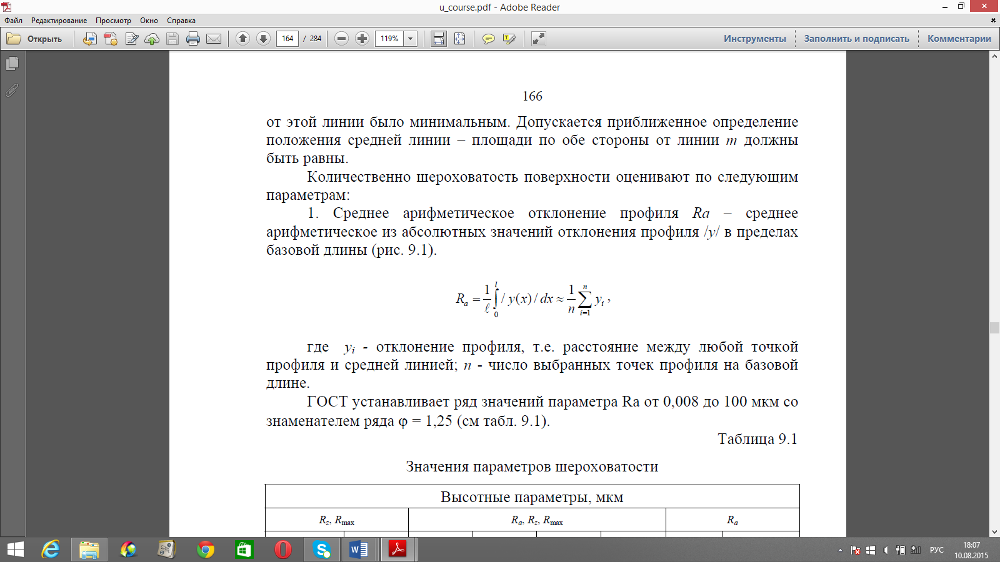 u_course.pdf - Adobe Reader
Файл Редактирование Просмотр Окно Справка
Открыть 164 / 284 119% Инструменты Заполнить и подписать Комментарии
166
от этой линии было минимальным. Допускается приближенное определение
положения средней линии – площади по обе стороны от линии m должны
быть равны.
Количественно шероховатость поверхности оценивают по следующим
параметрам:
1. Среднее арифметическое отклонение профиля Ra – среднее
арифметическое из абсолютных значений отклонения профиля /y/ в пределах
базовой длины (рис. 9.1).
R_a = \frac{1}{\ell} \int_0^l / y(x) / dx ≈ \frac{1}{n} \sum_{i=1}^n y_i ,
где y_i - отклонение профиля, т.е. расстояние между любой точкой
профиля и средней линией; n - число выбранных точек профиля на базовой
длине.
ГОСТ устанавливает ряд значений параметра Ra от 0,008 до 100 мкм со
знаменателем ряда φ = 1,25 (см табл. 9.1).
Таблица 9.1
Значения параметров шероховатости
Высотные параметры, мкм
R_z, R_max R_a, R_z, R_max R_a
РУС 18:07
10.08.2015